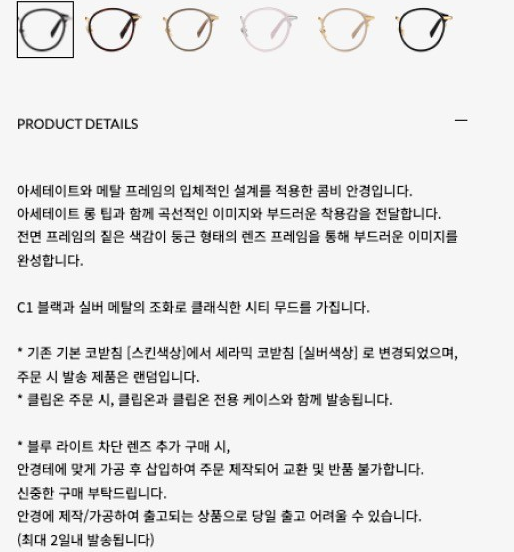 PRODUCT DETAILS
아세테이트와 메탈 프레임의 입체적인 설계를 적용한 콤비 안경입니다.
아세테이트 롱 팁과 함께 곡선적인 이미지와 부드러운 착용감을 전달합니다.
전면 프레임의 짙은 색감이 둥근 형태의 렌즈 프레임을 통해 부드러운 이미지를
완성합니다.
C1 블랙과 실버 메탈의 조화로 클래식한 시티 무드를 가집니다.
* 기존 기본 코받침 [스킨색상]에서 세라믹 코받침 [실버색상] 로 변경되었으며,
주문 시 발송 제품은 랜덤입니다.
* 클립온 주문 시, 클립온과 클립온 전용 케이스와 함께 발송됩니다.
* 블루 라이트 차단 렌즈 추가 구매 시,
안경테에 맞게 가공 후 삽입하여 주문 제작되어 교환 및 반품 불가합니다.
신중한 구매 부탁드립니다.
안경에 제작/가공하여 출고되는 상품으로 당일 출고 어려울 수 있습니다.
(최대 2일내 발송됩니다)